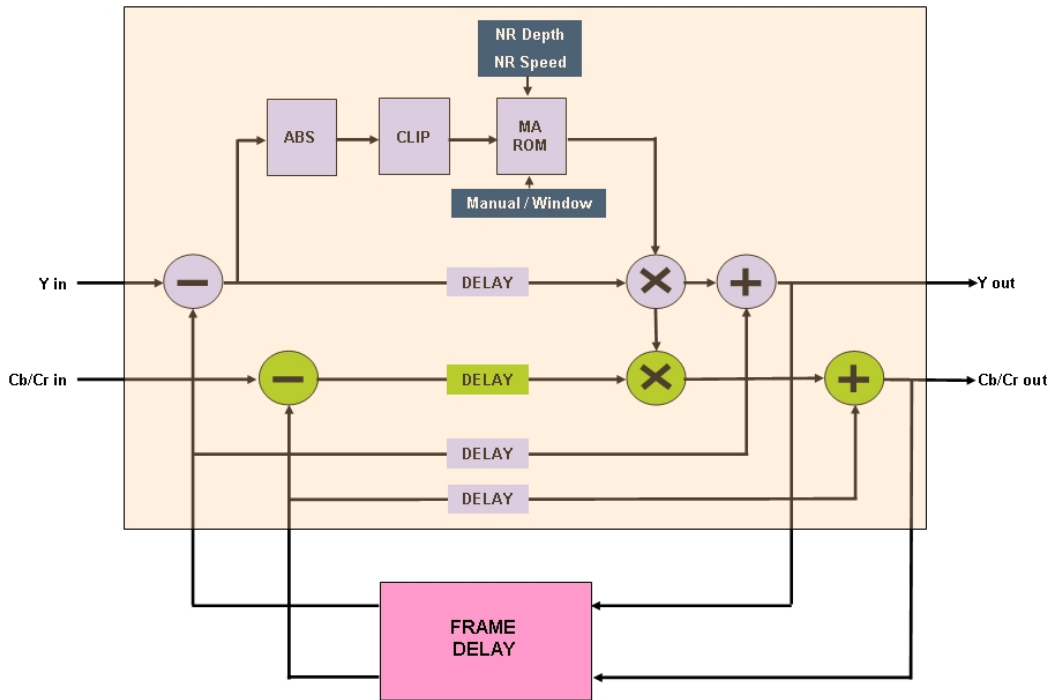 NR Depth
NR Speed
ABS
CLIP
MA
ROM
Manual / Window
Y in
DELAY
Y out
Cb/Cr in
DELAY
Cb/Cr out
DELAY
DELAY
FRAME
DELAY